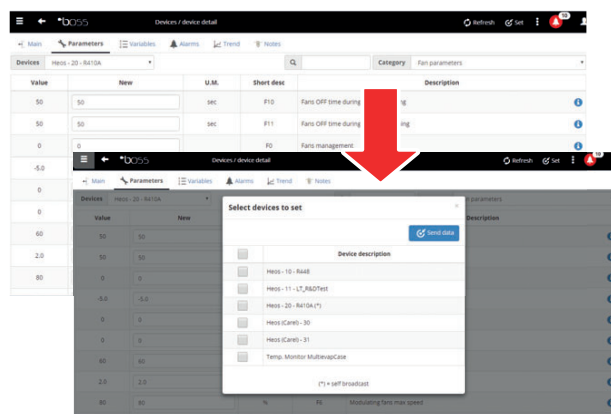 boss Devices / device detail Refresh Set 10
Main Parameters Variables Alarms Trend Notes
Devices Heos - 20 - R410A Category Fan parameters
Value New U.M. Short desc Description
50 50 sec F10 Fans OFF time during
50 50 sec F11 Fans OFF time during
0 0 F0 Fans management
-5.0
0
0
60
2.0
80
boss Devices / device detail Refresh Set 10
Main Parameters Variables Alarms Trend Notes
Devices Heos - 20 - R410A parameters
Value New Description
50 50
50 50
0 0
-5.0 -5.0
0 0
0 0
60 60
2.0 2.0
80 80 % F6 Modulating fans max speed
Select devices to set ×
Send data
Device description
Heos - 10 - R448
Heos - 11 - LT_R&DTest
Heos - 20 - R410A (*)
Heos (Carel) - 30
Heos (Carel) - 31
Temp. Monitor MultievapCase
(*) = self broadcast